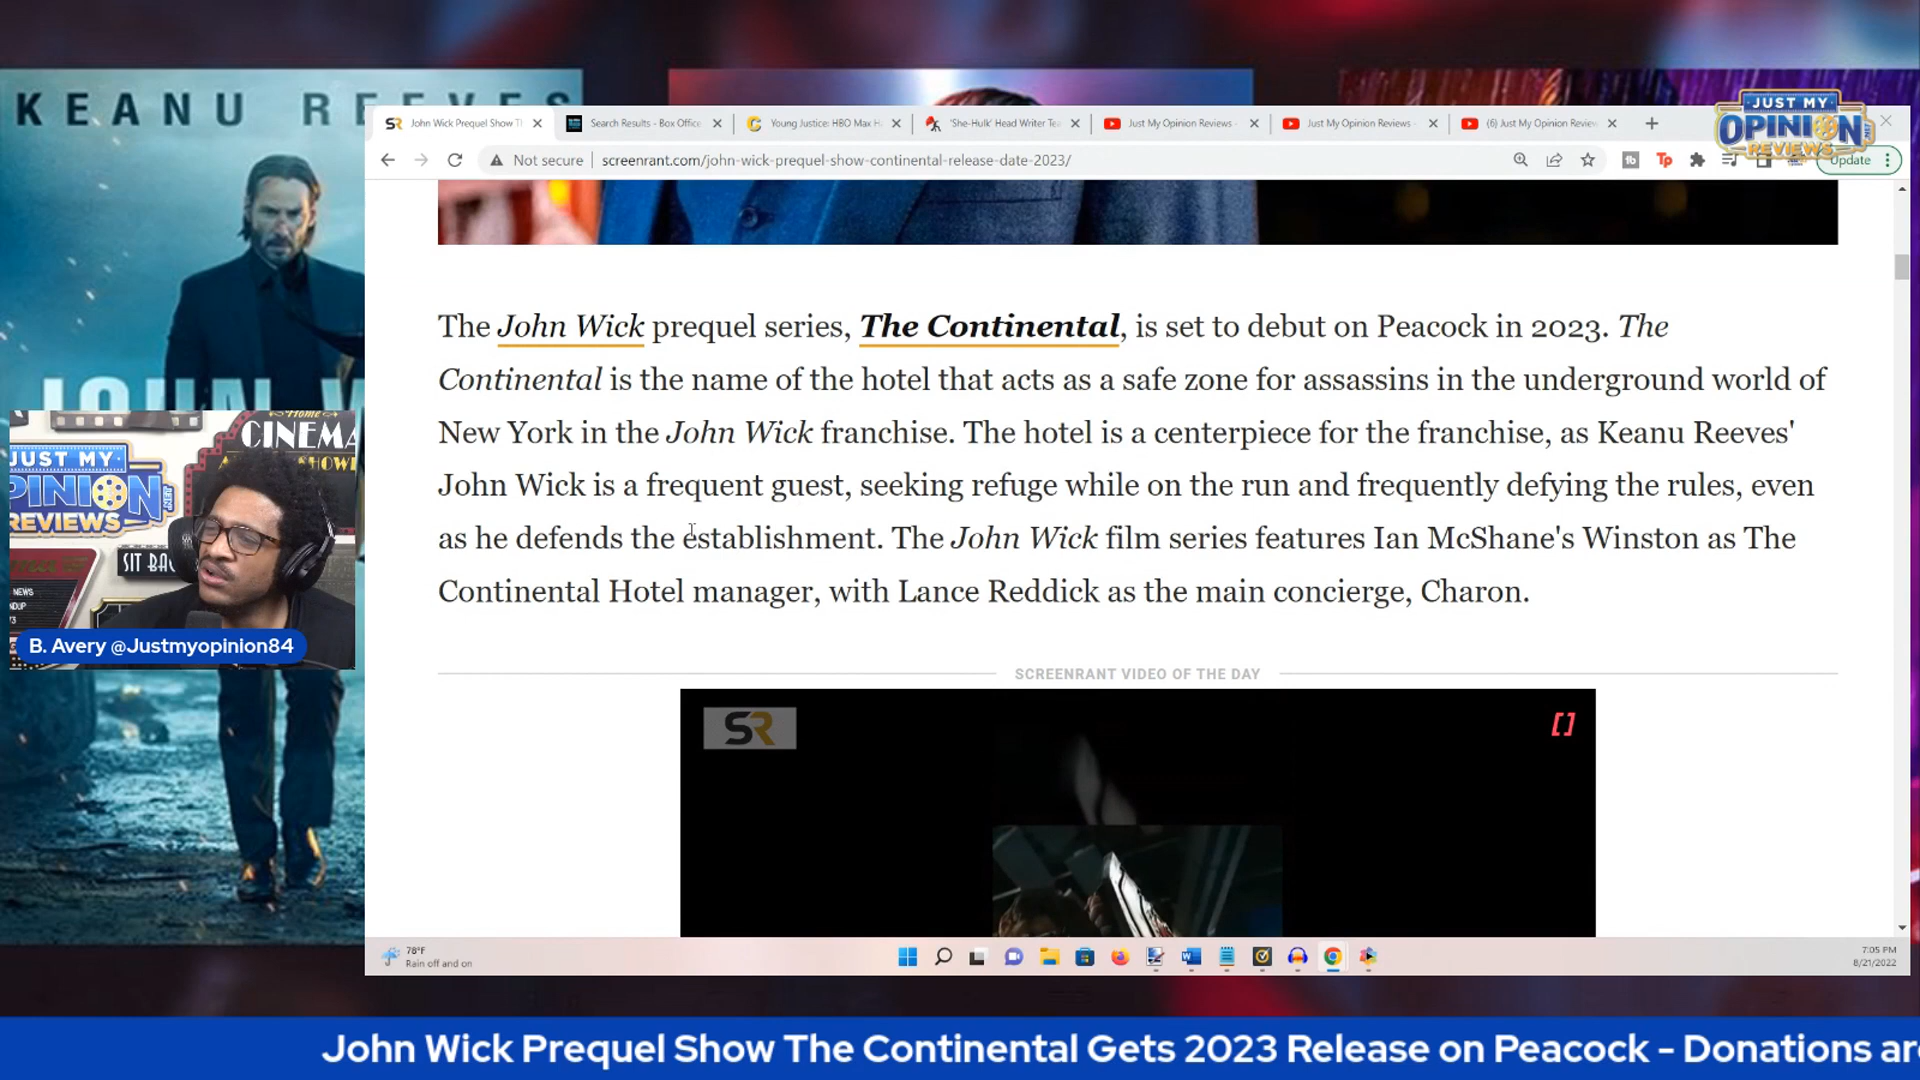 KEANU REEVES
JOHN W
John Wick Prequel Show T
Search Results - Box Office
Young Justice: HBO Max H
'She-Hulk' Head Writer Te
Just My Opinion Reviews -
Just My Opinion Reviews -
(6) Just My Opinion Review
JUST MY
OPINION
REVIEWS
Not secure
screenrant.com/john-wick-prequel-show-continental-release-date-2023/
Update
The John Wick prequel series, The Continental, is set to debut on Peacock in 2023. The
Continental is the name of the hotel that acts as a safe zone for assassins in the underground world of
New York in the John Wick franchise. The hotel is a centerpiece for the franchise, as Keanu Reeves'
John Wick is a frequent guest, seeking refuge while on the run and frequently defying the rules, even
as he defends the establishment. The John Wick film series features Ian McShane's Winston as The
Continental Hotel manager, with Lance Reddick as the main concierge, Charon.
SCREENRANT VIDEO OF THE DAY
SR
Home
CINEMA
JUST MY
PINION
REVIEWS
SIT BAC
NEWS
B. Avery @Justmyopinion84
78°F
Rain off and on
7:05 PM
8/21/2022
John Wick Prequel Show The Continental Gets 2023 Release on Peacock - Donations are